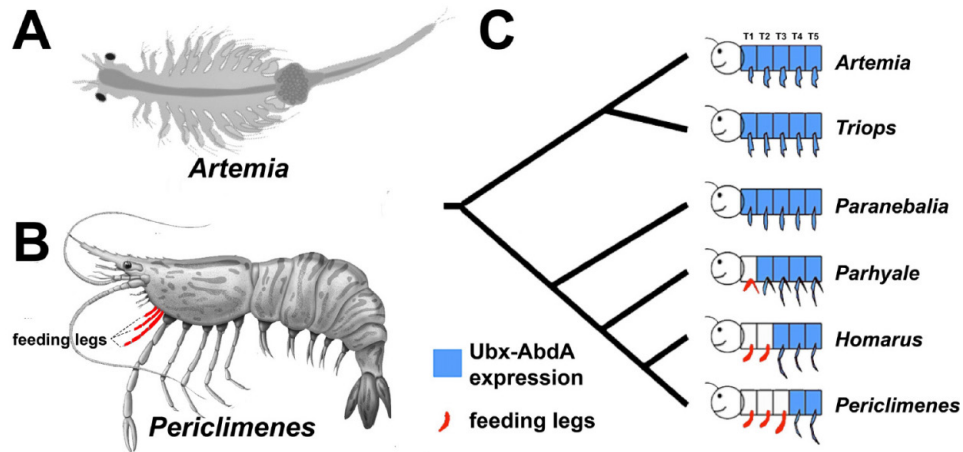 A
Artemia
B
feeding legs
Periclimenes
C
T1 T2 T3 T4 T5
Artemia
Triops
Paranebalia
Parhyale
Homarus
Periclimenes
Ubx-AbdA
expression
feeding legs